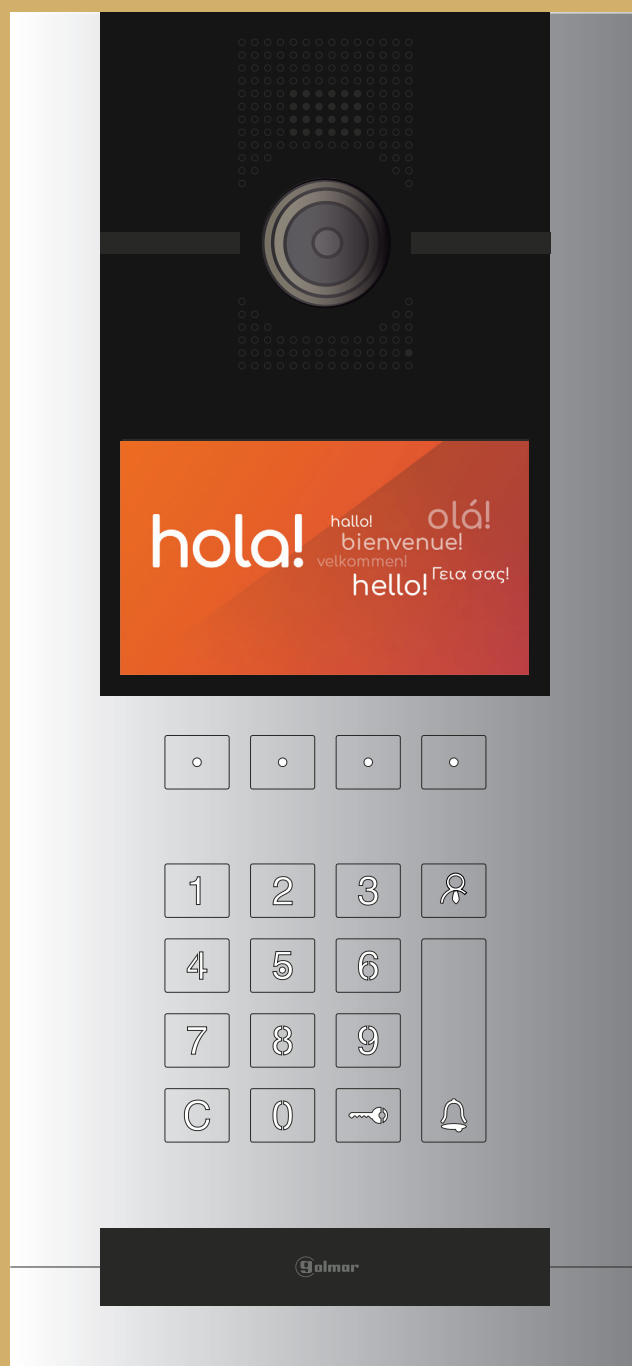 hola!
hallo!
olá!
bienvenue!
velkommen!
hello!
Γεια σας!
1 2 3
4 5 6
7 8 9
C 0
golmar